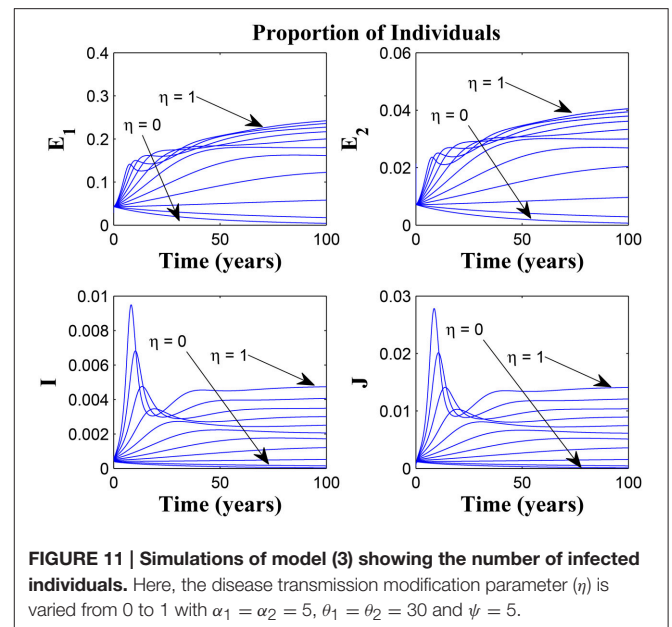 Proportion of Individuals
0.4
0.3
0.2
0.1
0
E₁
η = 1
η = 0
0 50 100
Time (years)
0.06
0.04
0.02
0
E₂
η = 1
η = 0
0 50 100
Time (years)
0.01
0.008
0.006
0.004
0.002
0
I
η = 0
η = 1
0 50 100
Time (years)
0.03
0.02
0.01
0
J
η = 0
η = 1
0 50 100
Time (years)
FIGURE 11 | Simulations of model (3) showing the number of infected
individuals. Here, the disease transmission modification parameter (η) is
varied from 0 to 1 with α₁ = α₂ = 5, θ₁ = θ₂ = 30 and ψ = 5.